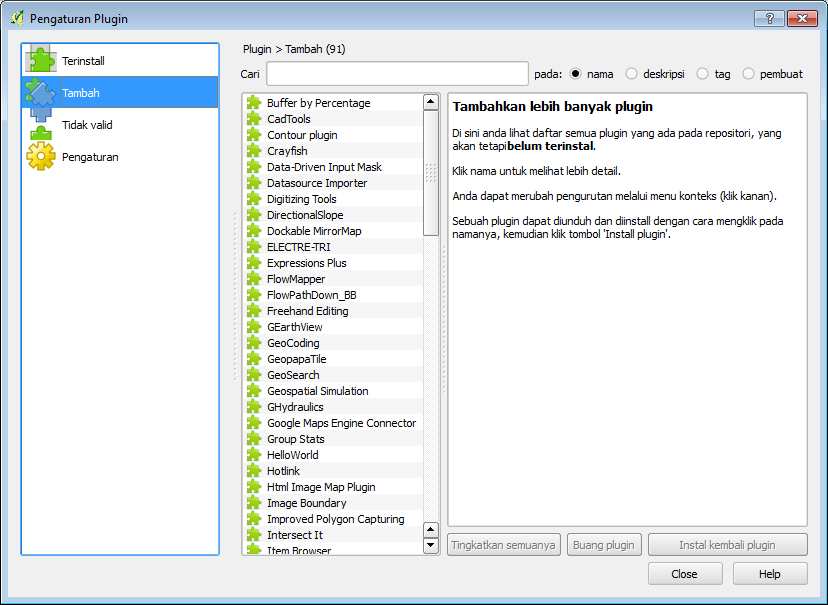 Pengaturan Plugin
?
Terinstall
Tambah
Tidak valid
Pengaturan
Plugin > Tambah (91)
Cari
pada:
nama
deskripsi
tag
pembuat
Buffer by Percentage
CadTools
Contour plugin
Crayfish
Data-Driven Input Mask
Datasource Importer
Digitizing Tools
DirectionalSlope
Dockable MirrorMap
ELECTRE-TRI
Expressions Plus
FlowMapper
FlowPathDown_BB
Freehand Editing
GEarthView
GeoCoding
GeopapaTile
GeoSearch
Geospatial Simulation
GHydraulics
Google Maps Engine Connector
Group Stats
HelloWorld
Hotlink
Html Image Map Plugin
Image Boundary
Improved Polygon Capturing
Intersect It
Item Browser
Tambahkan lebih banyak plugin
Di sini anda lihat daftar semua plugin yang ada pada repositori, yang
akan tetapibelum terinstal.
Klik nama untuk melihat lebih detail.
Anda dapat merubah pengurutan melalui menu konteks (klik kanan).
Sebuah plugin dapat diunduh dan diinstall dengan cara mengklik pada
namanya, kemudian klik tombol 'Install plugin'.
Tingkatkan semuanya
Buang plugin
Instal kembali plugin
Close
Help